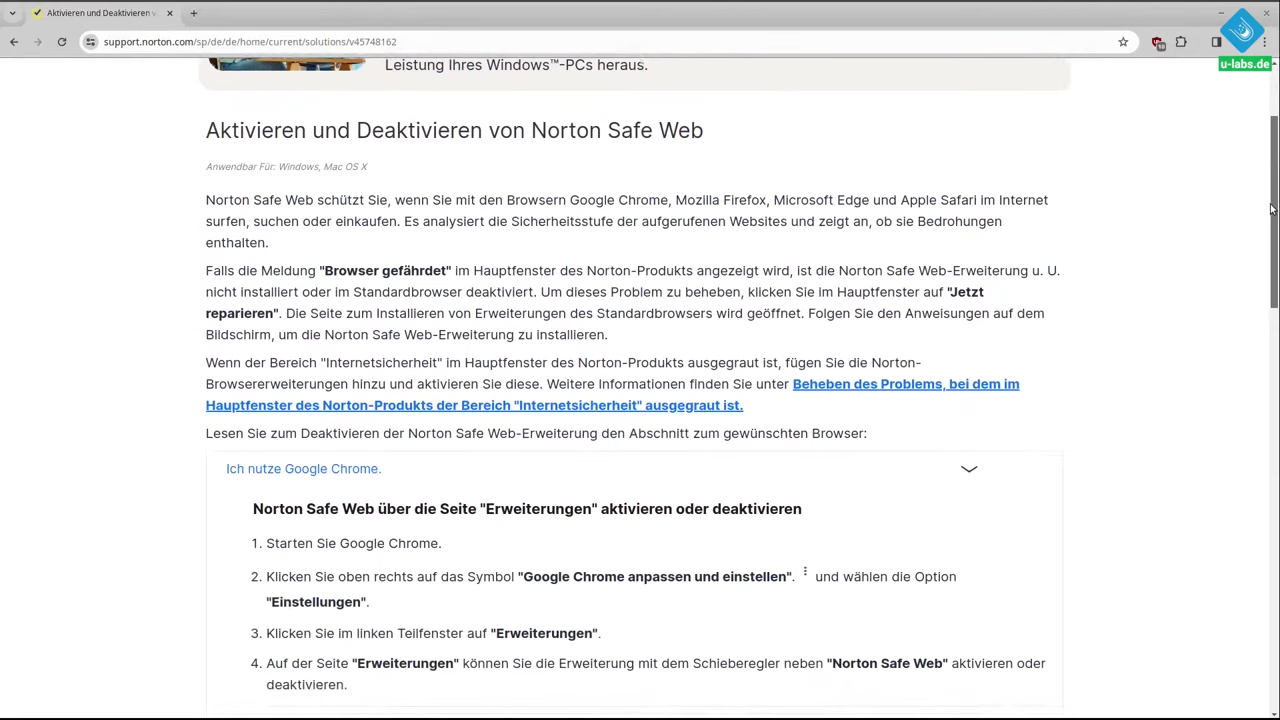 Aktivieren und Deaktivieren v
support.norton.com/sp/de/de/home/current/solutions/v45748162
u-labs.de
Leistung Ihres Windows™-PCs heraus.
Aktivieren und Deaktivieren von Norton Safe Web
Anwendbar Für: Windows, Mac OS X
Norton Safe Web schützt Sie, wenn Sie mit den Browsern Google Chrome, Mozilla Firefox, Microsoft Edge und Apple Safari im Internet
surfen, suchen oder einkaufen. Es analysiert die Sicherheitsstufe der aufgerufenen Websites und zeigt an, ob sie Bedrohungen
enthalten.
Falls die Meldung "Browser gefährdet" im Hauptfenster des Norton-Produkts angezeigt wird, ist die Norton Safe Web-Erweiterung u. U.
nicht installiert oder im Standardbrowser deaktiviert. Um dieses Problem zu beheben, klicken Sie im Hauptfenster auf "Jetzt
reparieren". Die Seite zum Installieren von Erweiterungen des Standardbrowsers wird geöffnet. Folgen Sie den Anweisungen auf dem
Bildschirm, um die Norton Safe Web-Erweiterung zu installieren.
Wenn der Bereich "Internetsicherheit" im Hauptfenster des Norton-Produkts ausgegraut ist, fügen Sie die Norton-
Browsererweiterungen hinzu und aktivieren Sie diese. Weitere Informationen finden Sie unter Beheben des Problems, bei dem im
Hauptfenster des Norton-Produkts der Bereich "Internetsicherheit" ausgegraut ist.
Lesen Sie zum Deaktivieren der Norton Safe Web-Erweiterung den Abschnitt zum gewünschten Browser:
Ich nutze Google Chrome.
Norton Safe Web über die Seite "Erweiterungen" aktivieren oder deaktivieren
1. Starten Sie Google Chrome.
2. Klicken Sie oben rechts auf das Symbol "Google Chrome anpassen und einstellen". und wählen die Option
"Einstellungen".
3. Klicken Sie im linken Teilfenster auf "Erweiterungen".
4. Auf der Seite "Erweiterungen" können Sie die Erweiterung mit dem Schieberegler neben "Norton Safe Web" aktivieren oder
deaktivieren.